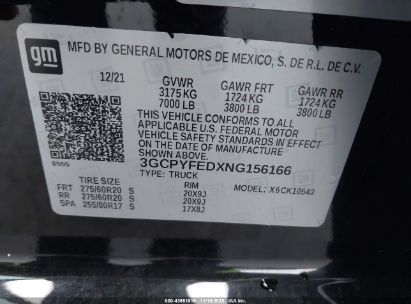 gm
MFD BY GENERAL MOTORS DE MEXICO, S. DE R.L. DE C.V.
12/21 GVWR GAWR FRT GAWR RR
3175 KG 1724 KG 1724 KG
7000 LB 3800 LB 3800 LB
THIS VEHICLE CONFORMS TO ALL
APPLICABLE U.S. FEDERAL MOTOR
VEHICLE SAFETY STANDARDS IN EFFECT
ON THE DATE OF MANUFACTURE
SHOWN ABOVE.
3GCPYFEDXNG156166
TYPE: TRUCK
MODEL: X6CK10543
TIRE SIZE RIM
FRT 275/60R20 S 20X9J
RR 275/60R20 S 20X9J
SPA 255/80R17 S 17X8J